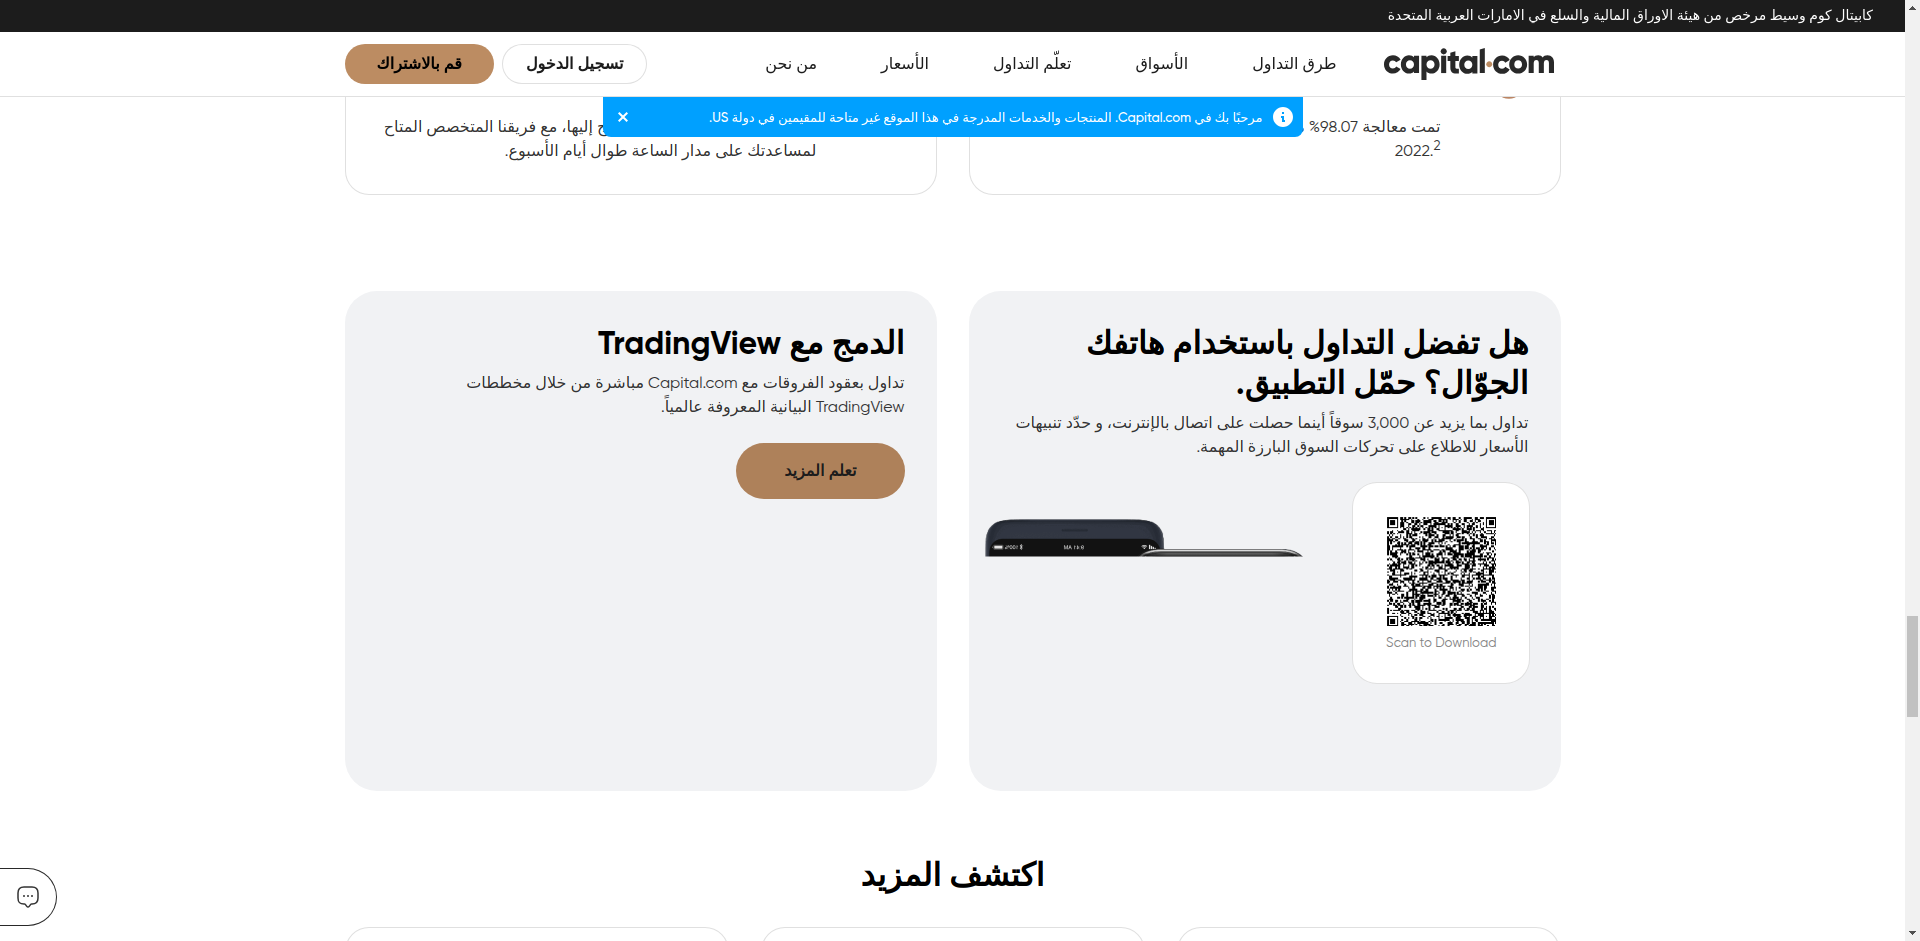 كابيتال كوم وسيط مرخص من هيئة الاوراق المالية والسلع في الامارات العربية المتحدة
capital.com
طرق التداول
الأسواق
تعلّم التداول
الأسعار
من نحن
تسجيل الدخول
قم بالاشتراك
مرحبًا بك في Capital.com. المنتجات والخدمات المدرجة في هذا الموقع غير متاحة للمقيمين في دولة US.
تمت معالجة 98.07%
2022.2
إليها، مع فريقنا المتخصص المتاح
لمساعدتك على مدار الساعة طوال أيام الأسبوع.
هل تفضل التداول باستخدام هاتفك
الجوّال؟ حمّل التطبيق.
تداول بما يزيد عن 3,000 سوقاً أينما حصلت على اتصال بالإنترنت، و حدّد تنبيهات
الأسعار للاطلاع على تحركات السوق البارزة المهمة.
Scan to Download
الدمج مع TradingView
تداول بعقود الفروقات مع Capital.com مباشرة من خلال مخططات
TradingView البيانية المعروفة عالمياً.
تعلم المزيد
اكتشف المزيد